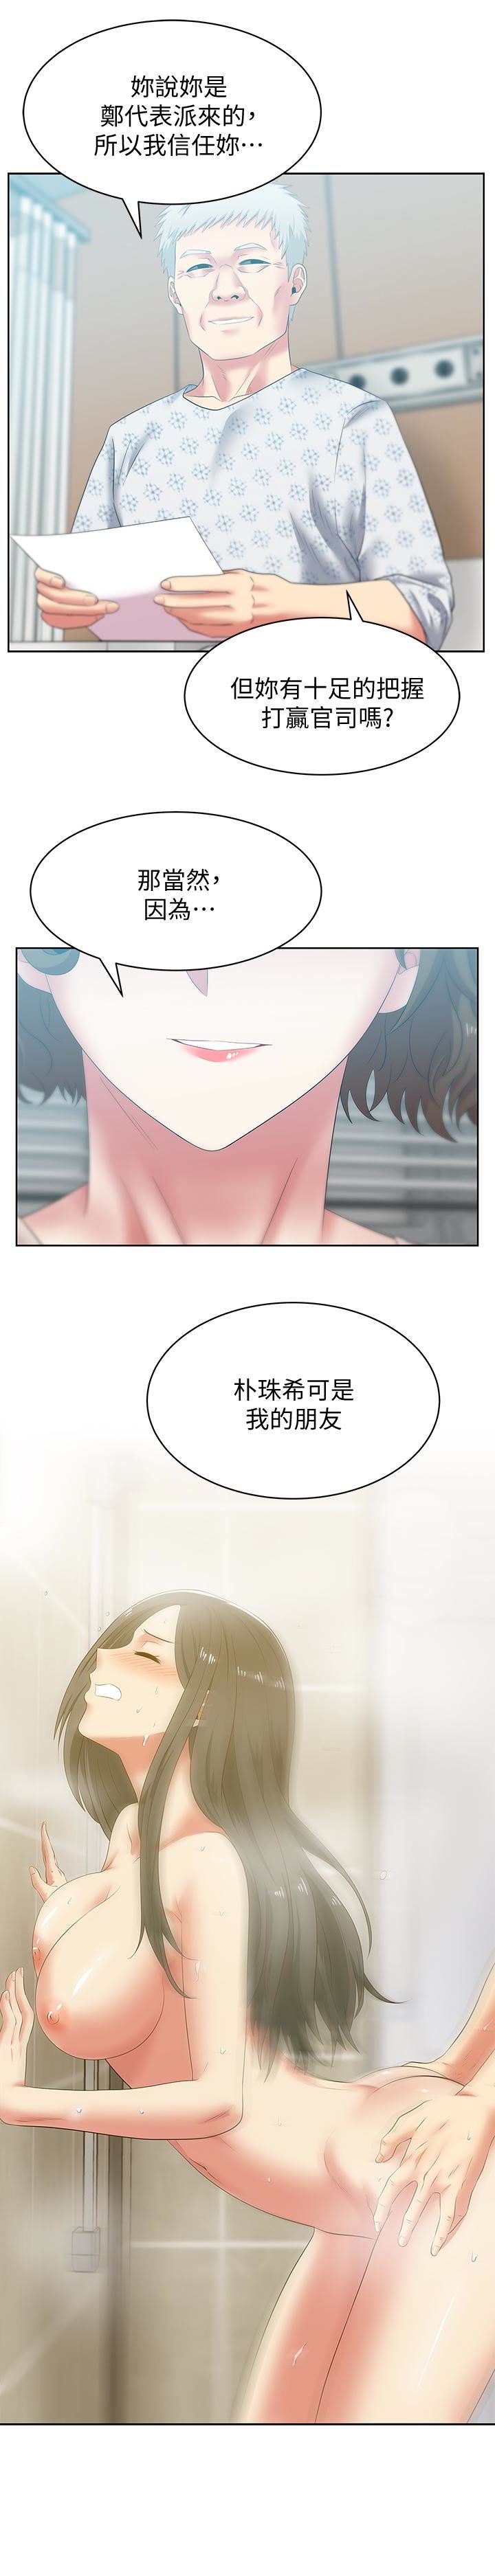 妳說妳是
鄭代表派來的,
所以我信任妳…
但妳有十足的把握
打贏官司嗎?
那當然,
因為…
朴珠希可是
我的朋友